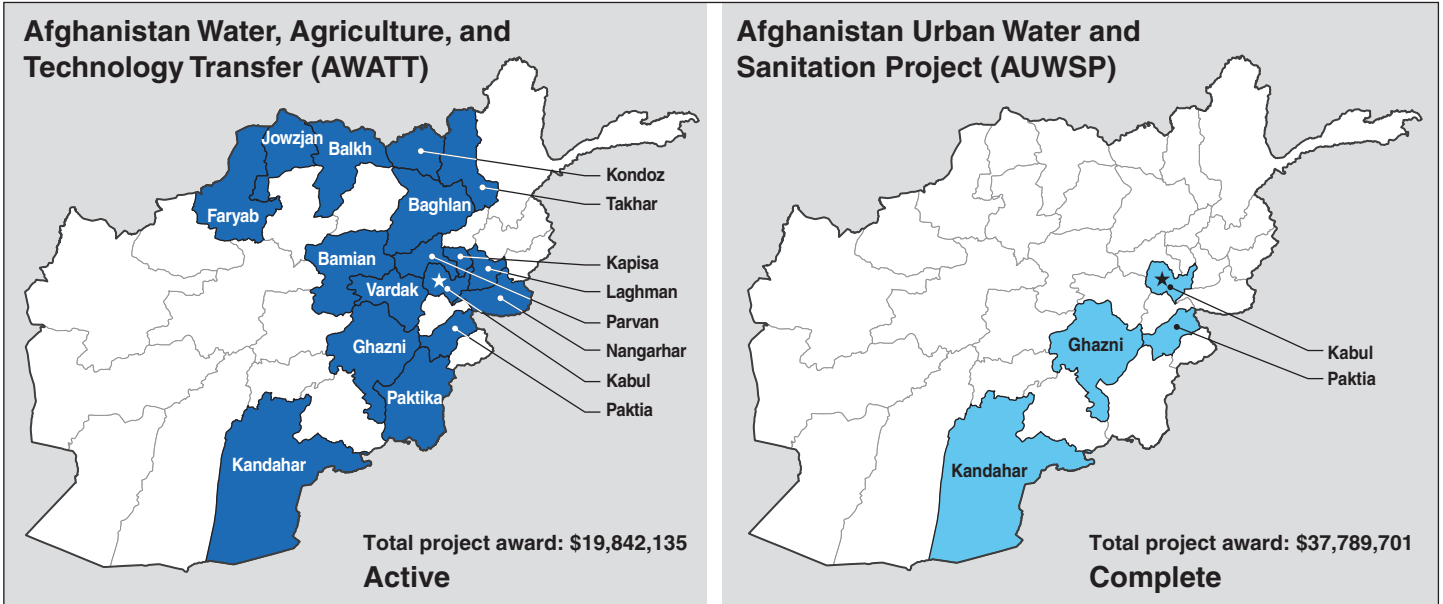 Afghanistan Water, Agriculture, and
Technology Transfer (AWATT)
Jowzjan
Balkh
Kondoz
Takhar
Faryab
Baghlan
Bamian
Kapisa
Vardak
Laghman
Parvan
Ghazni
Nangarhar
Kabul
Paktika
Paktia
Kandahar
Total project award: $19,842,135
Active
Afghanistan Urban Water and
Sanitation Project (AUWSP)
Ghazni
Kabul
Paktia
Kandahar
Total project award: $37,789,701
Complete